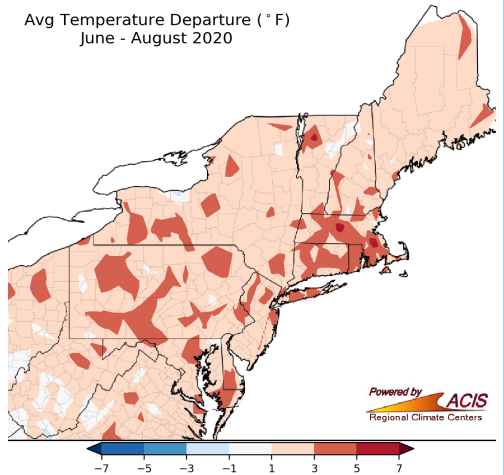 Avg Temperature Departure (°F)
June - August 2020
Powered by
ACIS
Regional Climate Centers
−7 −5 −3 −1 1 3 5 7